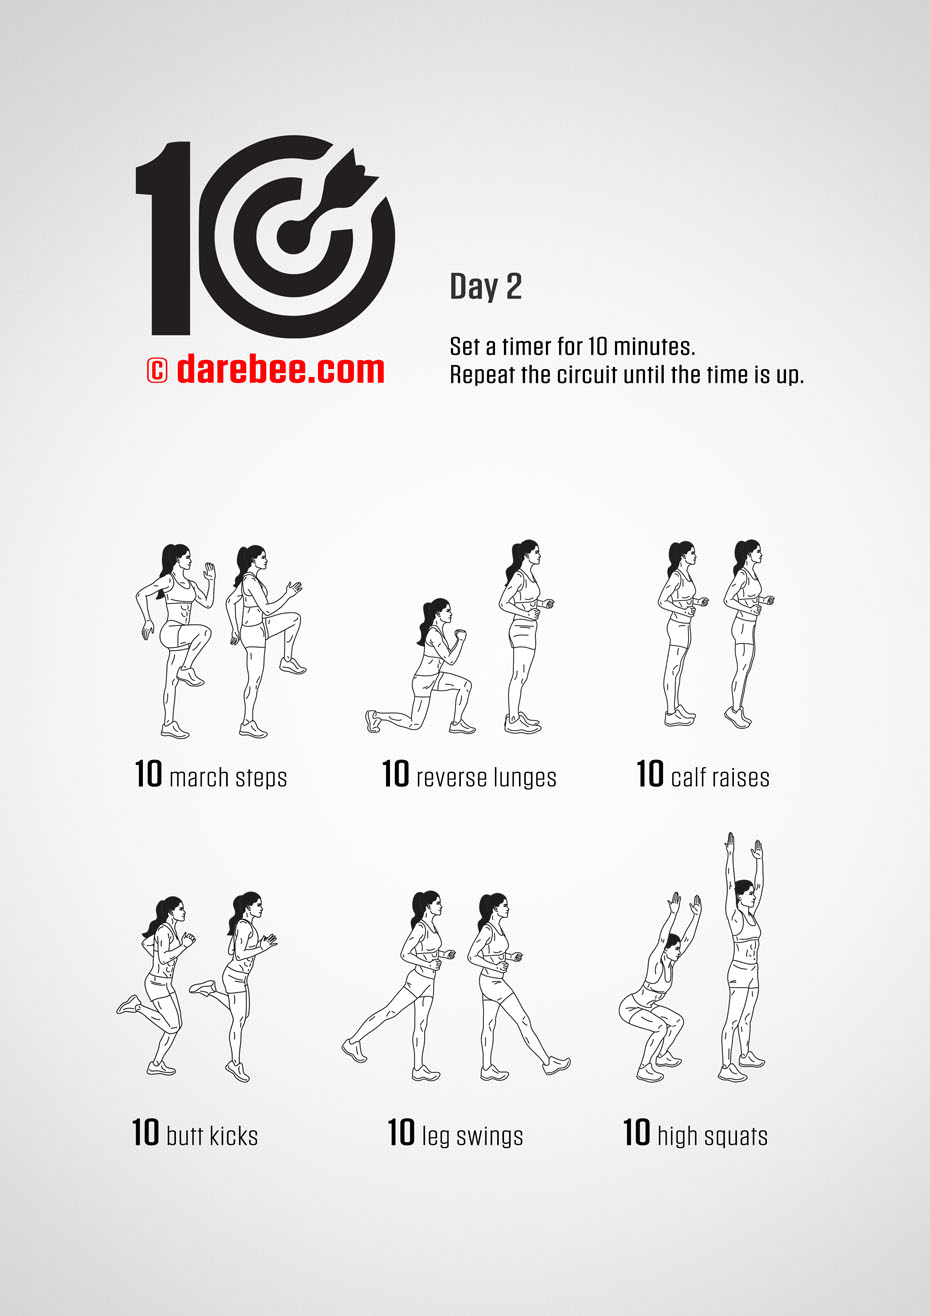 10
© darebee.com
Day 2
Set a timer for 10 minutes.
Repeat the circuit until the time is up.
10 march steps
10 reverse lunges
10 calf raises
10 butt kicks
10 leg swings
10 high squats